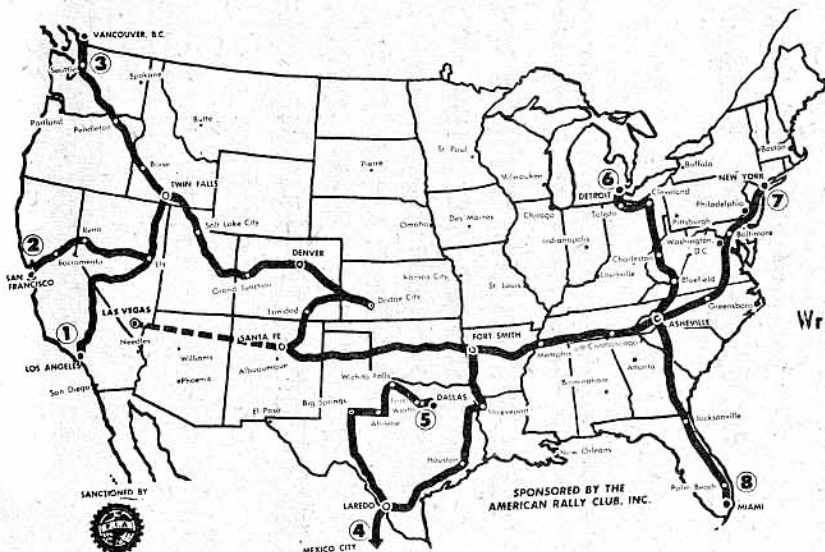 VANCOUVER, B.C.
3
Seattle
Spokane
Portland
Pendleton
Butte
Boise
TWIN FALLS
Pierre
St. Paul
Milwaukee
6
DETROIT
Toledo
Cleveland
Buffalo
Boston
NEW YORK
7
Philadelphia
Pittsburgh
Baltimore
Washington, D.C.
Chicago
Des Moines
Omaha
Indianapolis
Charleston
Louisville
Bluefield
Greensboro
2
SAN FRANCISCO
Reno
Sacramento
Ely
Salt Lake City
Grand Junction
DENVER
Kansas City
St. Louis
Dodge City
Trinidad
LAS VEGAS
Needles
1
LOS ANGELES
San Diego
Williams
Phoenix
SANTA FE
Albuquerque
El Paso
Big Springs
Wichita Falls
Fort Worth
DALLAS
5
Abilene
FORT SMITH
Memphis
Chattanooga
ASHEVILLE
Atlanta
Birmingham
Shreveport
Houston
New Orleans
Jacksonville
Palm Beach
8
MIAMI
LAREDO
4
MEXICO CITY
SANCTIONED BY
F.I.A.
SPONSORED BY THE
AMERICAN RALLY CLUB, INC.
Wr